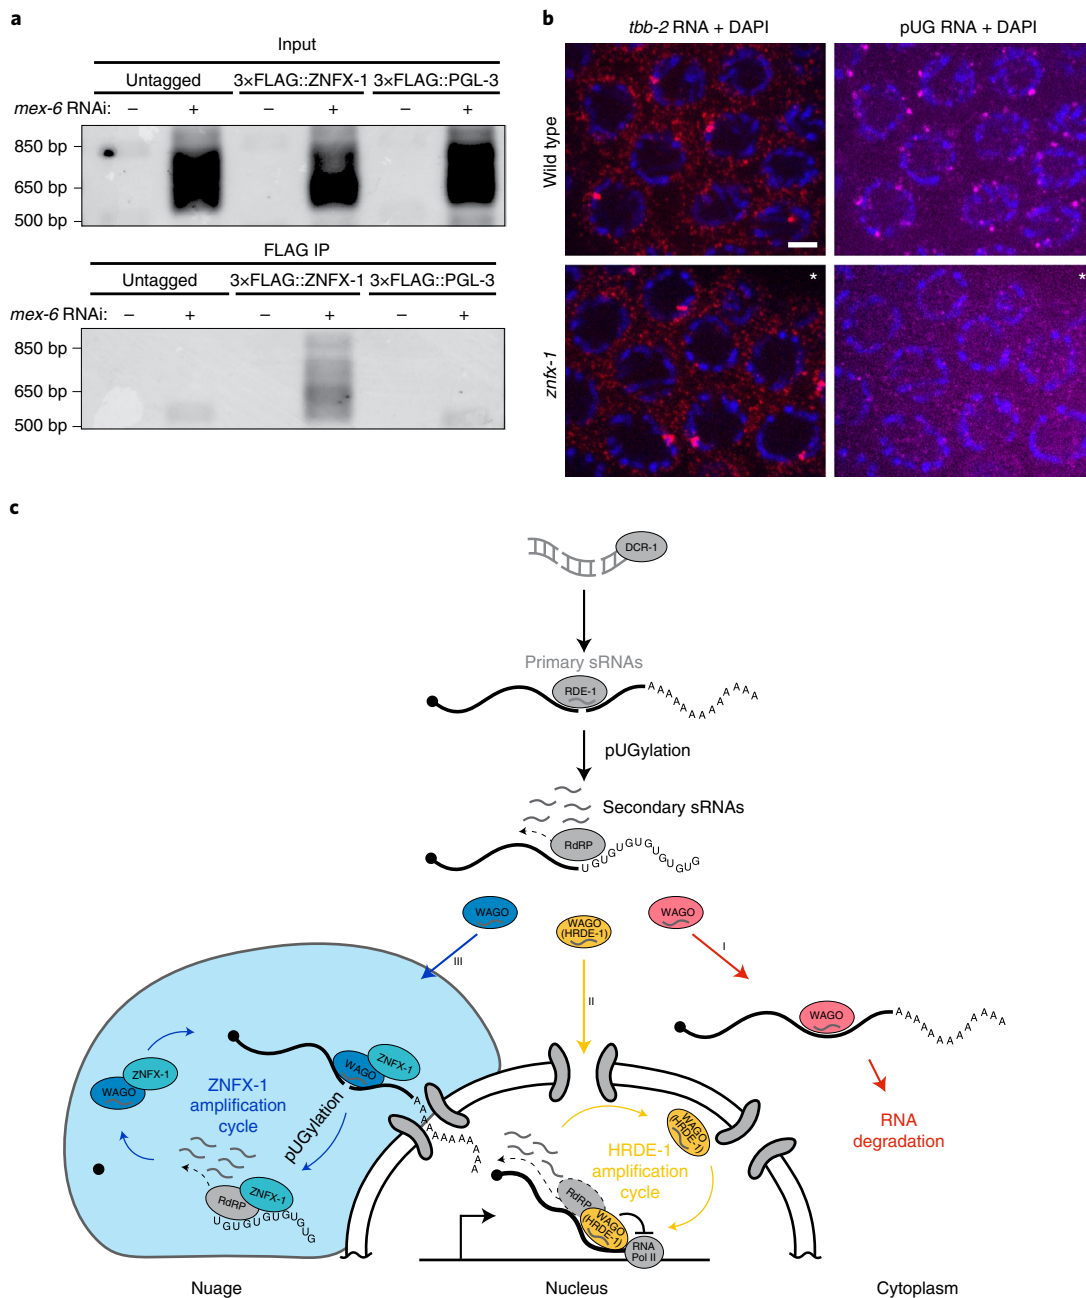 a
Input
Untagged 3×FLAG::ZNFX-1 3×FLAG::PGL-3
mex-6 RNAi: – + – + – +
850 bp
650 bp
500 bp
FLAG IP
Untagged 3×FLAG::ZNFX-1 3×FLAG::PGL-3
mex-6 RNAi: – + – + – +
850 bp
650 bp
500 bp
b
tbb-2 RNA + DAPI pUG RNA + DAPI
Wild type
znfx-1
* *
c
DCR-1
Primary sRNAs
RDE-1
AAAAAAAAAAAA
pUGylation
Secondary sRNAs
RdRP
UGUGUGUGUGUG
WAGO
WAGO
(HRDE-1)
WAGO
III
II
I
WAGO
AAAAAAAAAAAA
RNA
degradation
ZNFX-1
WAGO
ZNFX-1
amplification
cycle
WAGO
ZNFX-1
pUGylation
AAAAAAAAAAA
RdRP
ZNFX-1
UGUGUGUGUGUG
WAGO
(HRDE-1)
HRDE-1
amplification
cycle
RdRP
WAGO
(HRDE-1)
RNA
Pol II
Nuage
Nucleus
Cytoplasm